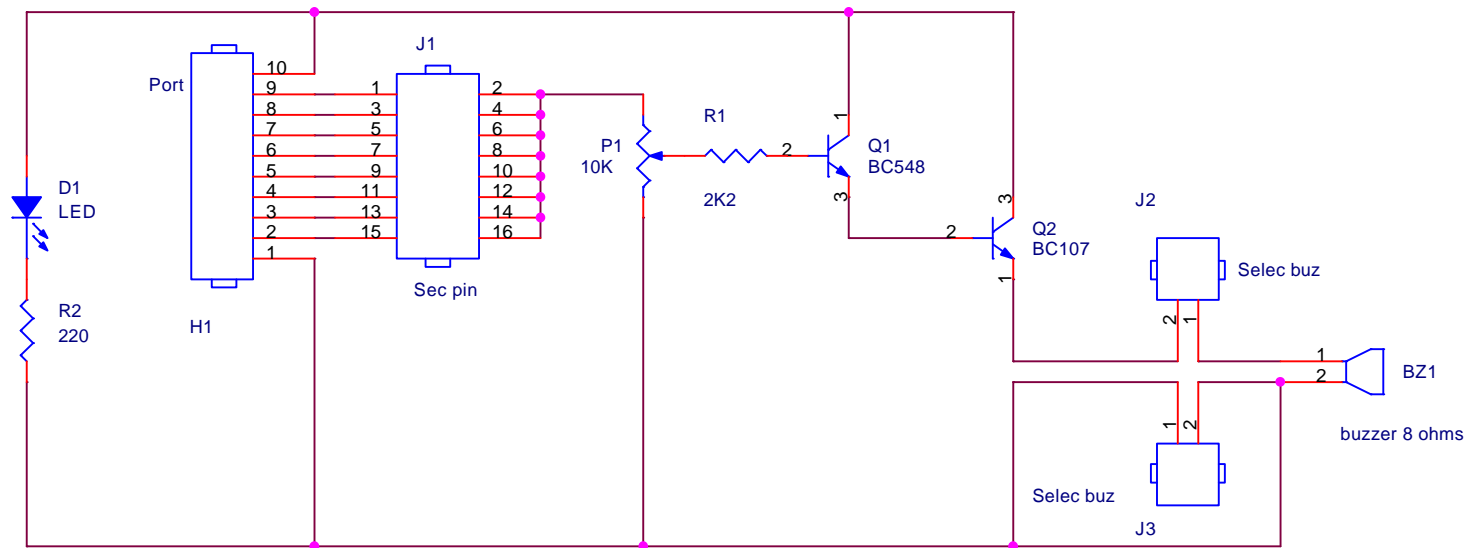 D1
LED
R2
220
Port
10
9
8
7
6
5
4
3
2
1
H1
J1
1
3
5
7
9
11
13
15
2
4
6
8
10
12
14
16
Sec pin
P1
10K
R1
2K2
2
1
3
Q1
BC548
2
3
1
Q2
BC107
J2
Selec buz
2
1
1
2
BZ1
buzzer 8 ohms
1
2
Selec buz
J3